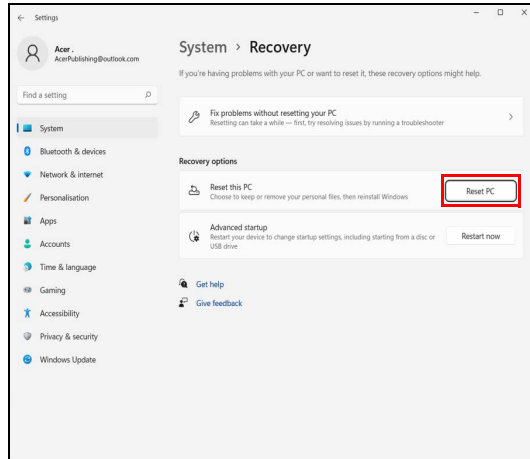 Settings
Acer .
AcerPublishing@outlook.com
Find a setting
System
Bluetooth & devices
Network & internet
Personalisation
Apps
Accounts
Time & language
Gaming
Accessibility
Privacy & security
Windows Update
System > Recovery
If you're having problems with your PC or want to reset it, these recovery options might help.
Fix problems without resetting your PC
Resetting can take a while — first, try resolving issues by running a troubleshooter
Recovery options
Reset this PC
Choose to keep or remove your personal files, then reinstall Windows
Reset PC
Advanced startup
Restart your device to change startup settings, including starting from a disc or
USB drive
Restart now
Get help
Give feedback